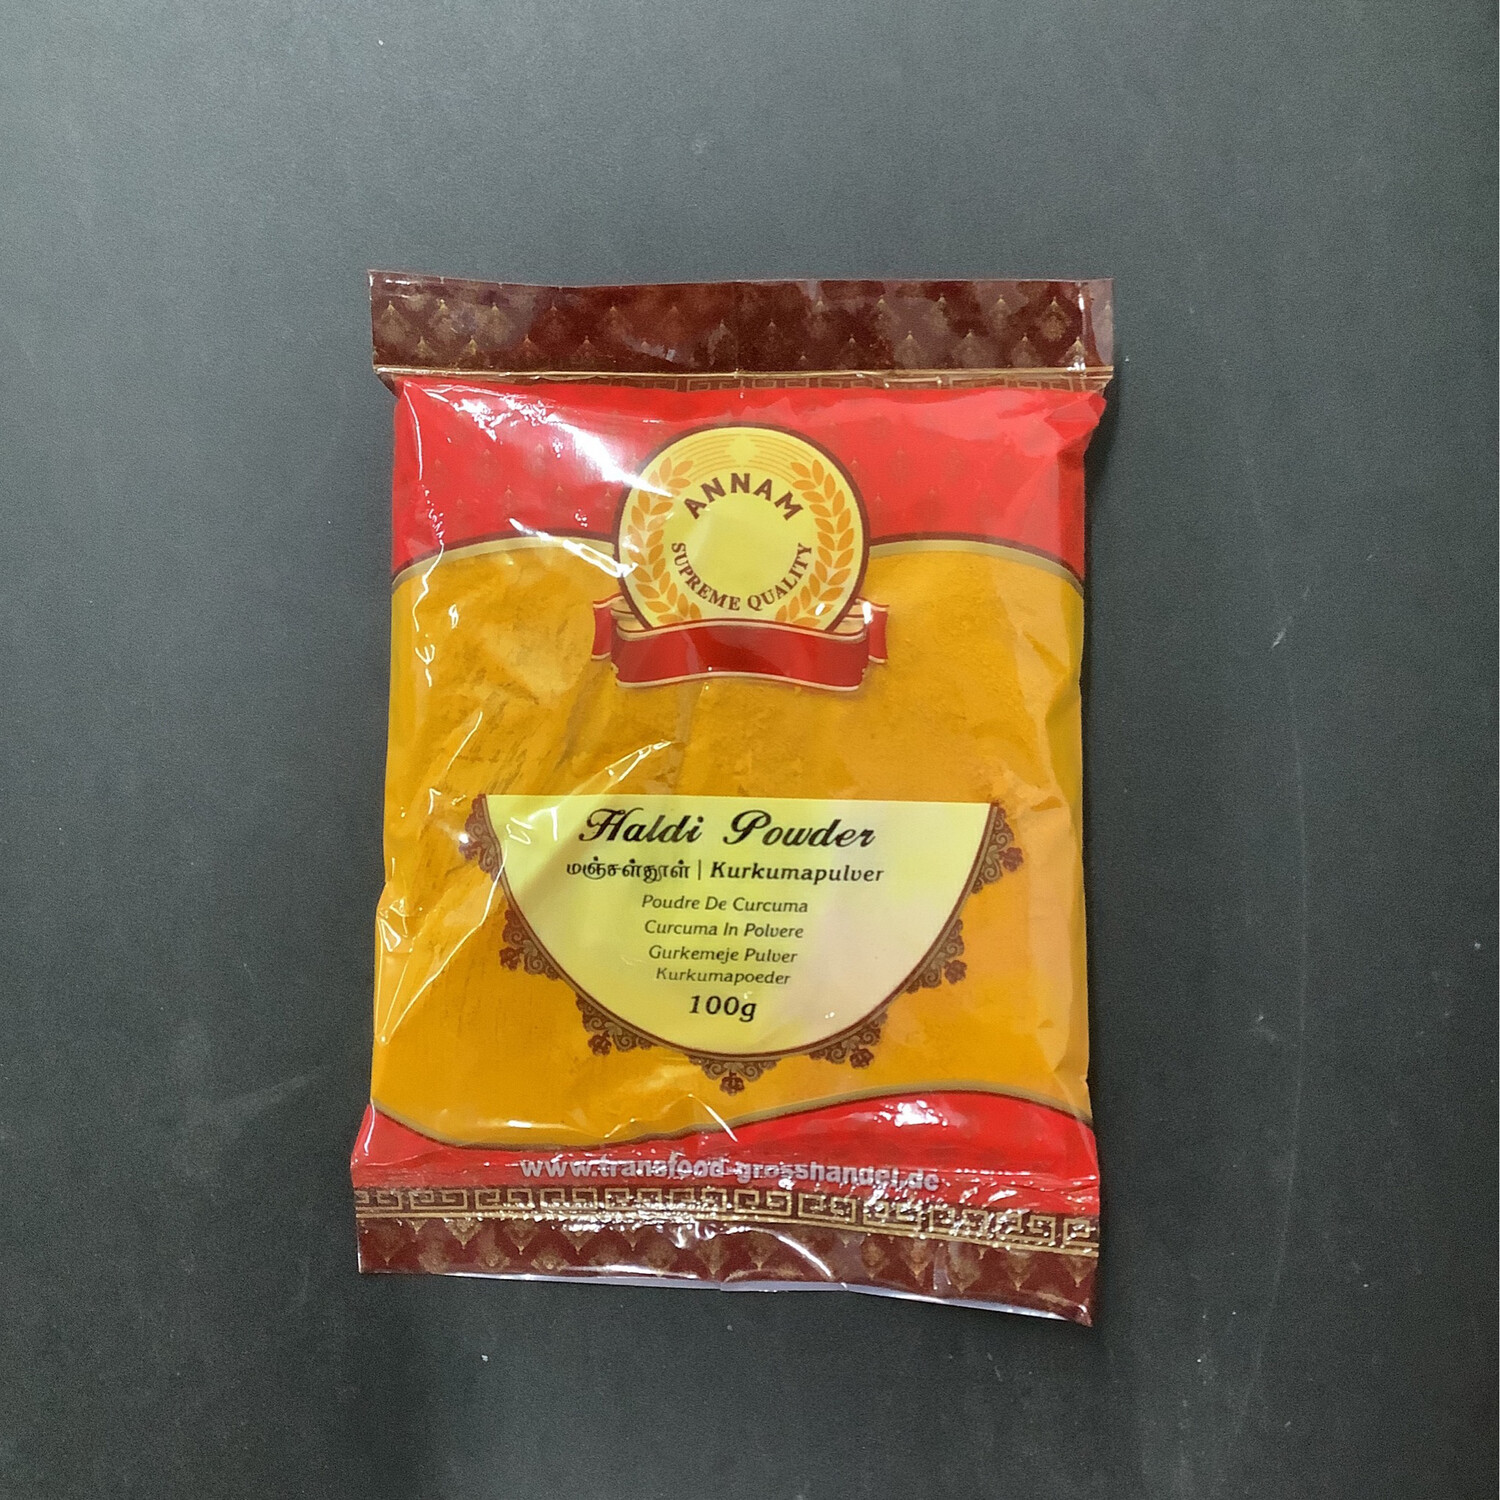 ANNAM
SUPREME QUALITY
Haldi Powder
மஞ்சள்தூள் | Kurkumapulver
Poudre De Curcuma
Curcuma In Polvere
Gurkemeje Pulver
Kurkumapoeder
100g
www.transfood-grosshandel.de